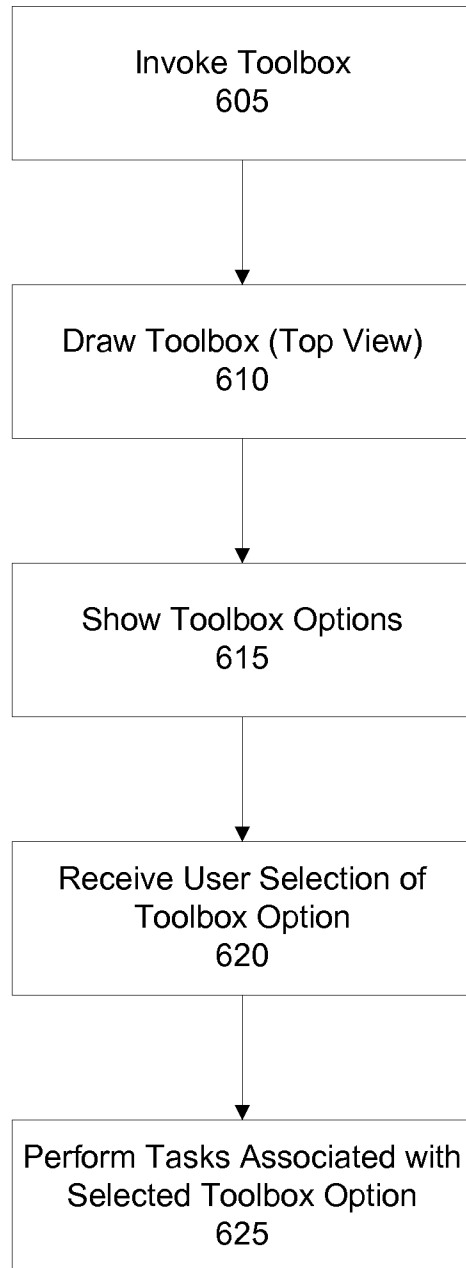 Invoke Toolbox
605
Draw Toolbox (Top View)
610
Show Toolbox Options
615
Receive User Selection of
Toolbox Option
620
Perform Tasks Associated with
Selected Toolbox Option
625